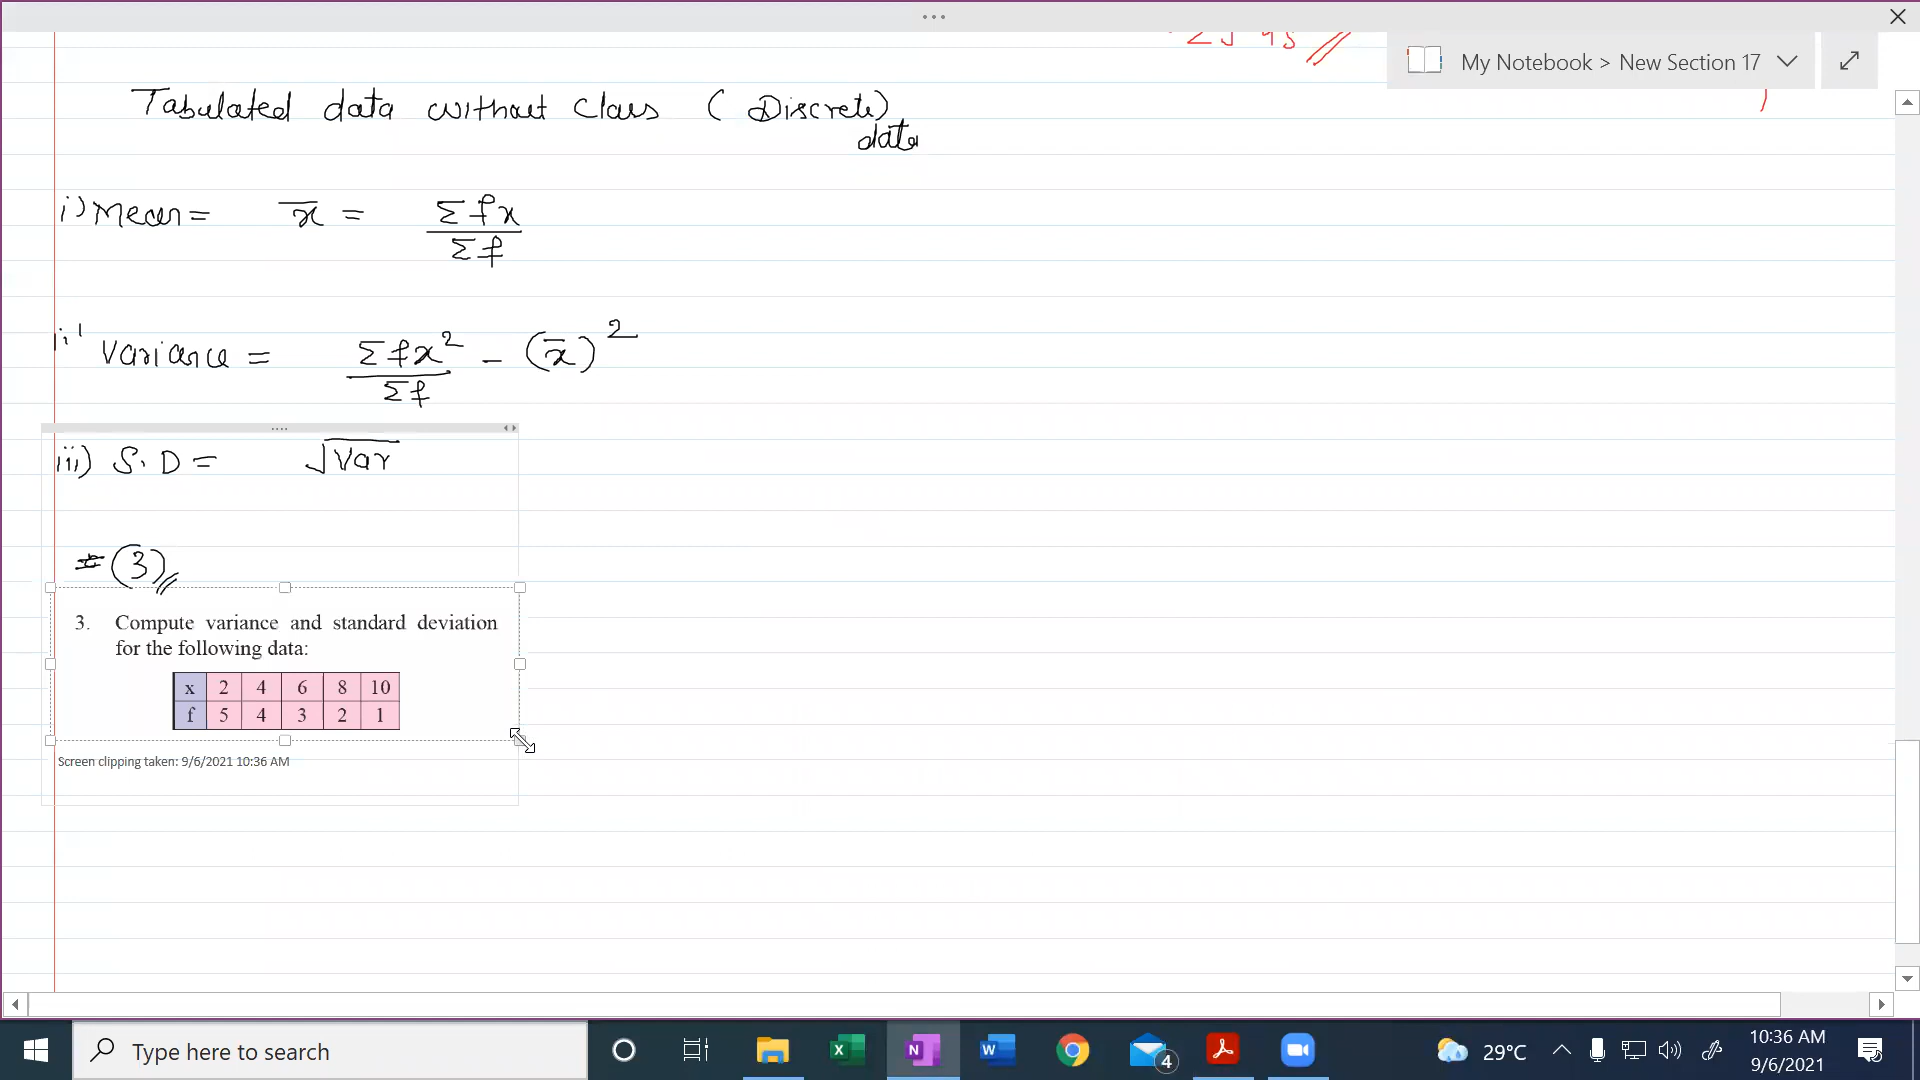 My Notebook > New Section 17
Tabulated data without class ( Discrete)
data
i) Mean = x̅ = Σfx
Σf
Variance = Σfx² - (x̅)²
Σf
iii) S.D = √Var
(3)
3. Compute variance and standard deviation
for the following data:
x 2 4 6 8 10
f 5 4 3 2 1
Screen clipping taken: 9/6/2021 10:36 AM
Type here to search
4
29°C
10:36 AM
9/6/2021